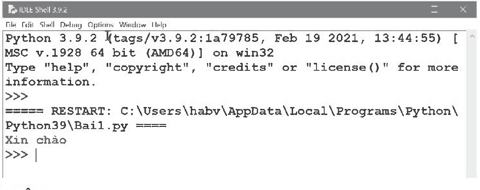 IDLE Shell 3.9.2
File Edit Shell Debug Options Window Help
Python 3.9.2 (tags/v3.9.2:1a79785, Feb 19 2021, 13:44:55) [
MSC v.1928 64 bit (AMD64)] on win32
Type "help", "copyright", "credits" or "license()" for more
information.
>>>
===== RESTART: C:\Users\habv\AppData\Local\Programs\Python\
Python39\Bai1.py ====
Xin chào
>>>